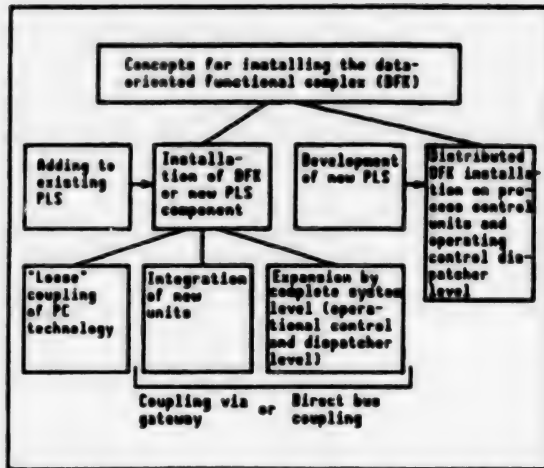 Concepts for installing the data-
oriented functional complex (DFK)
Adding to
existing
PLS
Installa-
tion of DFK
or new PLS
component
Development
of new PLS
Distributed
DFK installa-
tion on pro-
cess control
units and
operating
control dis-
patcher
level
"Loose"
coupling
of PC
technology
Integration
of new
units
Expansion by
complete system
level (opera-
tional control
and dispatcher
level)
Coupling via
gateway
or
Direct bus
coupling